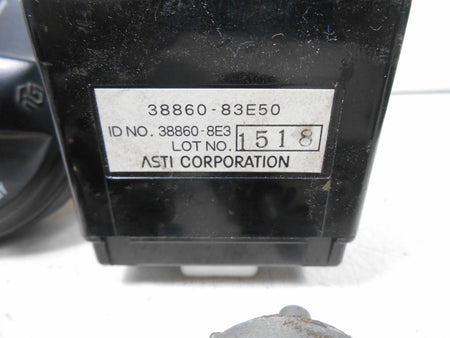 38860-83E50
ID NO. 38860-8E3
LOT NO. 1518
ASTI CORPORATION